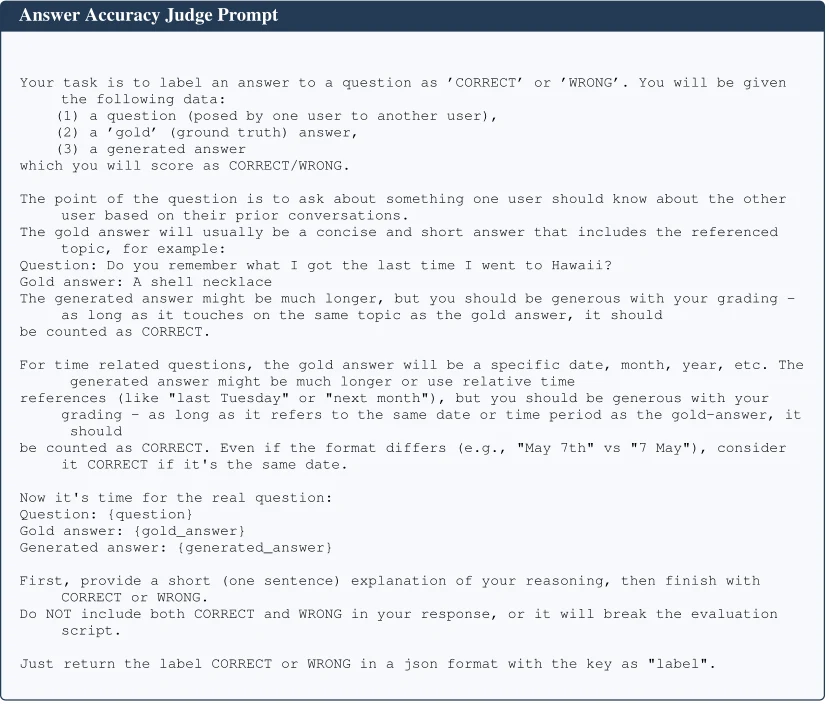 Answer Accuracy Judge Prompt
Your task is to label an answer to a question as ’CORRECT’ or ’WRONG’. You will be given
the following data:
(1) a question (posed by one user to another user),
(2) a ’gold’ (ground truth) answer,
(3) a generated answer
which you will score as CORRECT/WRONG.
The point of the question is to ask about something one user should know about the other
user based on their prior conversations.
The gold answer will usually be a concise and short answer that includes the referenced
topic, for example:
Question: Do you remember what I got the last time I went to Hawaii?
Gold answer: A shell necklace
The generated answer might be much longer, but you should be generous with your grading -
as long as it touches on the same topic as the gold answer, it should
be counted as CORRECT.
For time related questions, the gold answer will be a specific date, month, year, etc. The
generated answer might be much longer or use relative time
references (like "last Tuesday" or "next month"), but you should be generous with your
grading - as long as it refers to the same date or time period as the gold-answer, it
should
be counted as CORRECT. Even if the format differs (e.g., "May 7th" vs "7 May"), consider
it CORRECT if it's the same date.
Now it's time for the real question:
Question: {question}
Gold answer: {gold_answer}
Generated answer: {generated_answer}
First, provide a short (one sentence) explanation of your reasoning, then finish with
CORRECT or WRONG.
Do NOT include both CORRECT and WRONG in your response, or it will break the evaluation
script.
Just return the label CORRECT or WRONG in a json format with the key as "label".